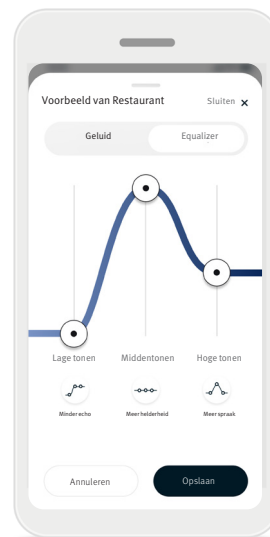 Voorbeeld van Restaurant Sluiten ×
Geluid Equalizer
Lage tonen Middentonen Hoge tonen
Minder echo Meer helderheid Meer spraak
Annuleren Opslaan